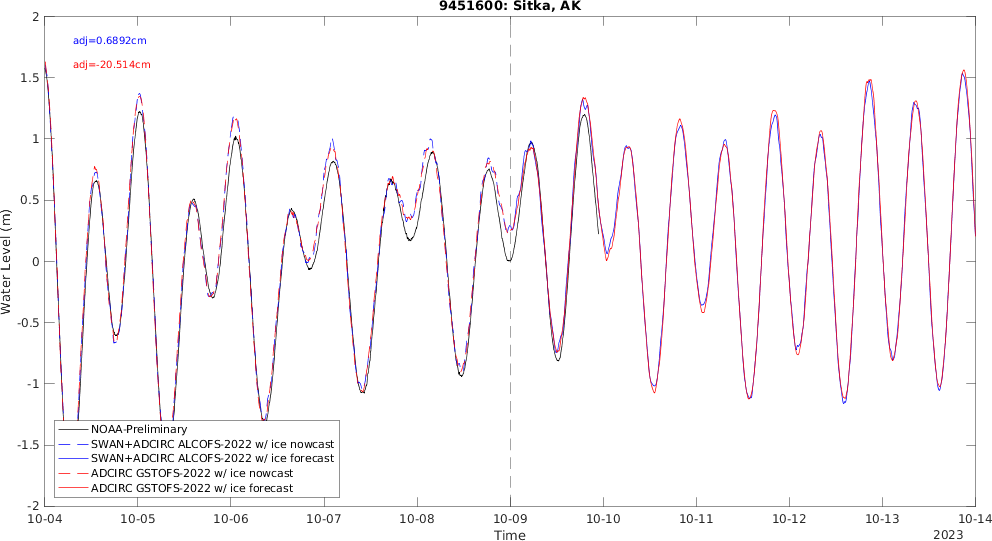 9451600: Sitka, AK
2
adj=0.6892cm
adj=-20.514cm
1.5
1
0.5
0
-0.5
-1
-1.5
-2
Water Level (m)
NOAA-Preliminary
SWAN+ADCIRC ALCOFS-2022 w/ ice nowcast
SWAN+ADCIRC ALCOFS-2022 w/ ice forecast
ADCIRC GSTOFS-2022 w/ ice nowcast
ADCIRC GSTOFS-2022 w/ ice forecast
10-04 10-05 10-06 10-07 10-08 10-09 10-10 10-11 10-12 10-13 10-14
Time
2023